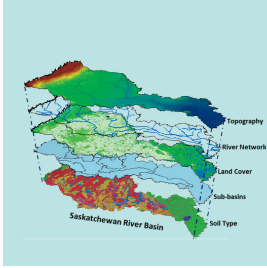 Topography
River Network
Land Cover
Sub-basins
Soil Type
Saskatchewan River Basin